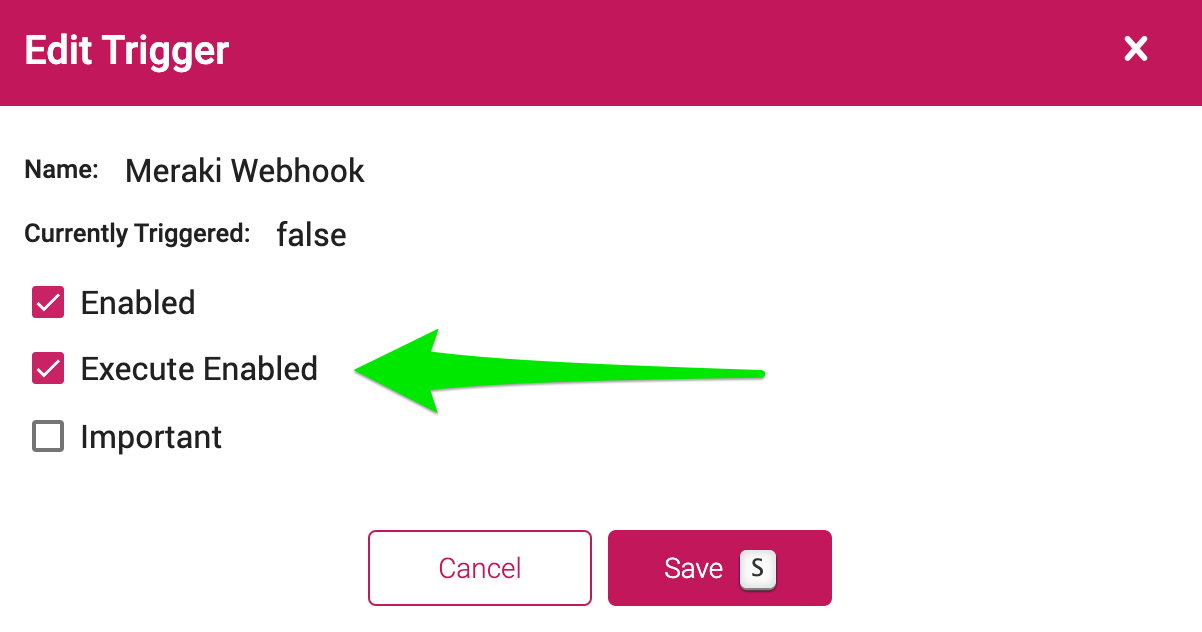 Edit Trigger
Name: Meraki Webhook
Currently Triggered: false
Enabled
Execute Enabled
Important
Cancel
Save S